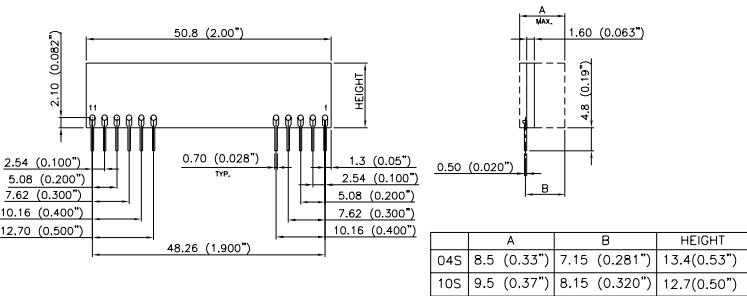 50.8 (2.00")
2.10 (0.082")
11
1
HEIGHT
2.54 (0.100")
5.08 (0.200")
7.62 (0.300")
10.16 (0.400")
12.70 (0.500")
0.70 (0.028")
TYP.
1.3 (0.05")
2.54 (0.100")
5.08 (0.200")
7.62 (0.300")
10.16 (0.400")
48.26 (1.900")
A
MAX.
1.60 (0.063")
4.8 (0.19")
0.50 (0.020")
B
A B HEIGHT
04S 8.5 (0.33") 7.15 (0.281") 13.4(0.53")
10S 9.5 (0.37") 8.15 (0.320") 12.7(0.50")